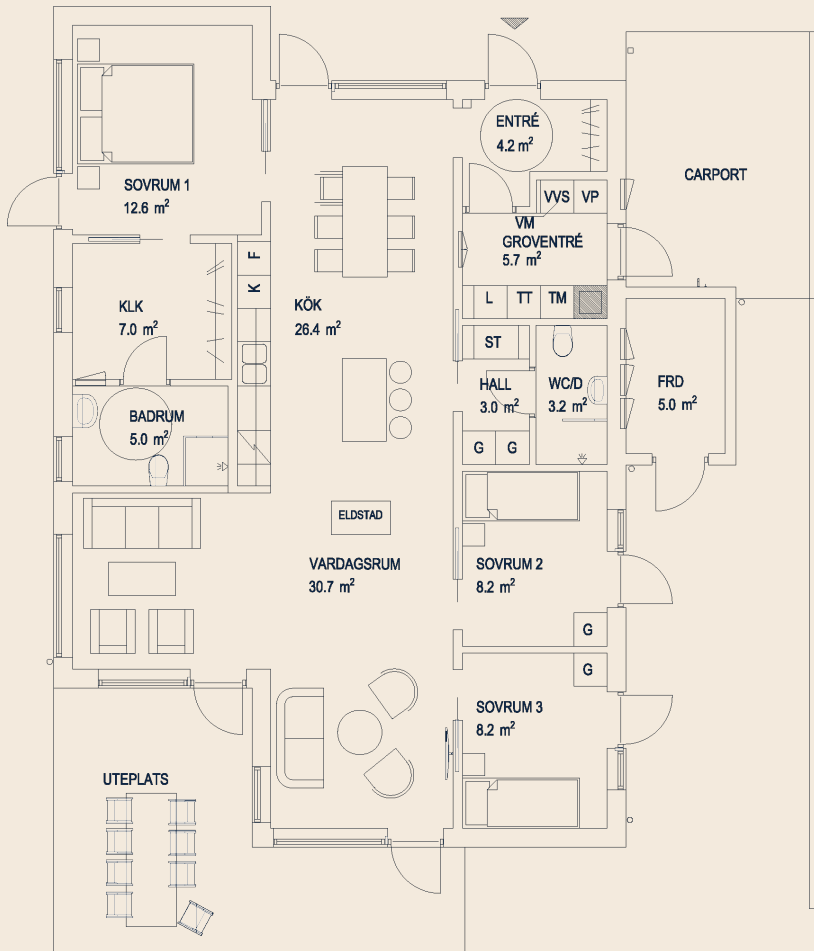 ENTRÉ
4.2 m²
SOVRUM 1
12.6 m²
CARPORT
VVS
VP
VM
GROVENTRÉ
5.7 m²
F
K
KLK
7.0 m²
KÖK
26.4 m²
L
TT
TM
ST
HALL
3.0 m²
WC/D
3.2 m²
FRD
5.0 m²
BADRUM
5.0 m²
G
G
ELDSTAD
VARDAGSRUM
30.7 m²
SOVRUM 2
8.2 m²
G
G
SOVRUM 3
8.2 m²
UTEPLATS